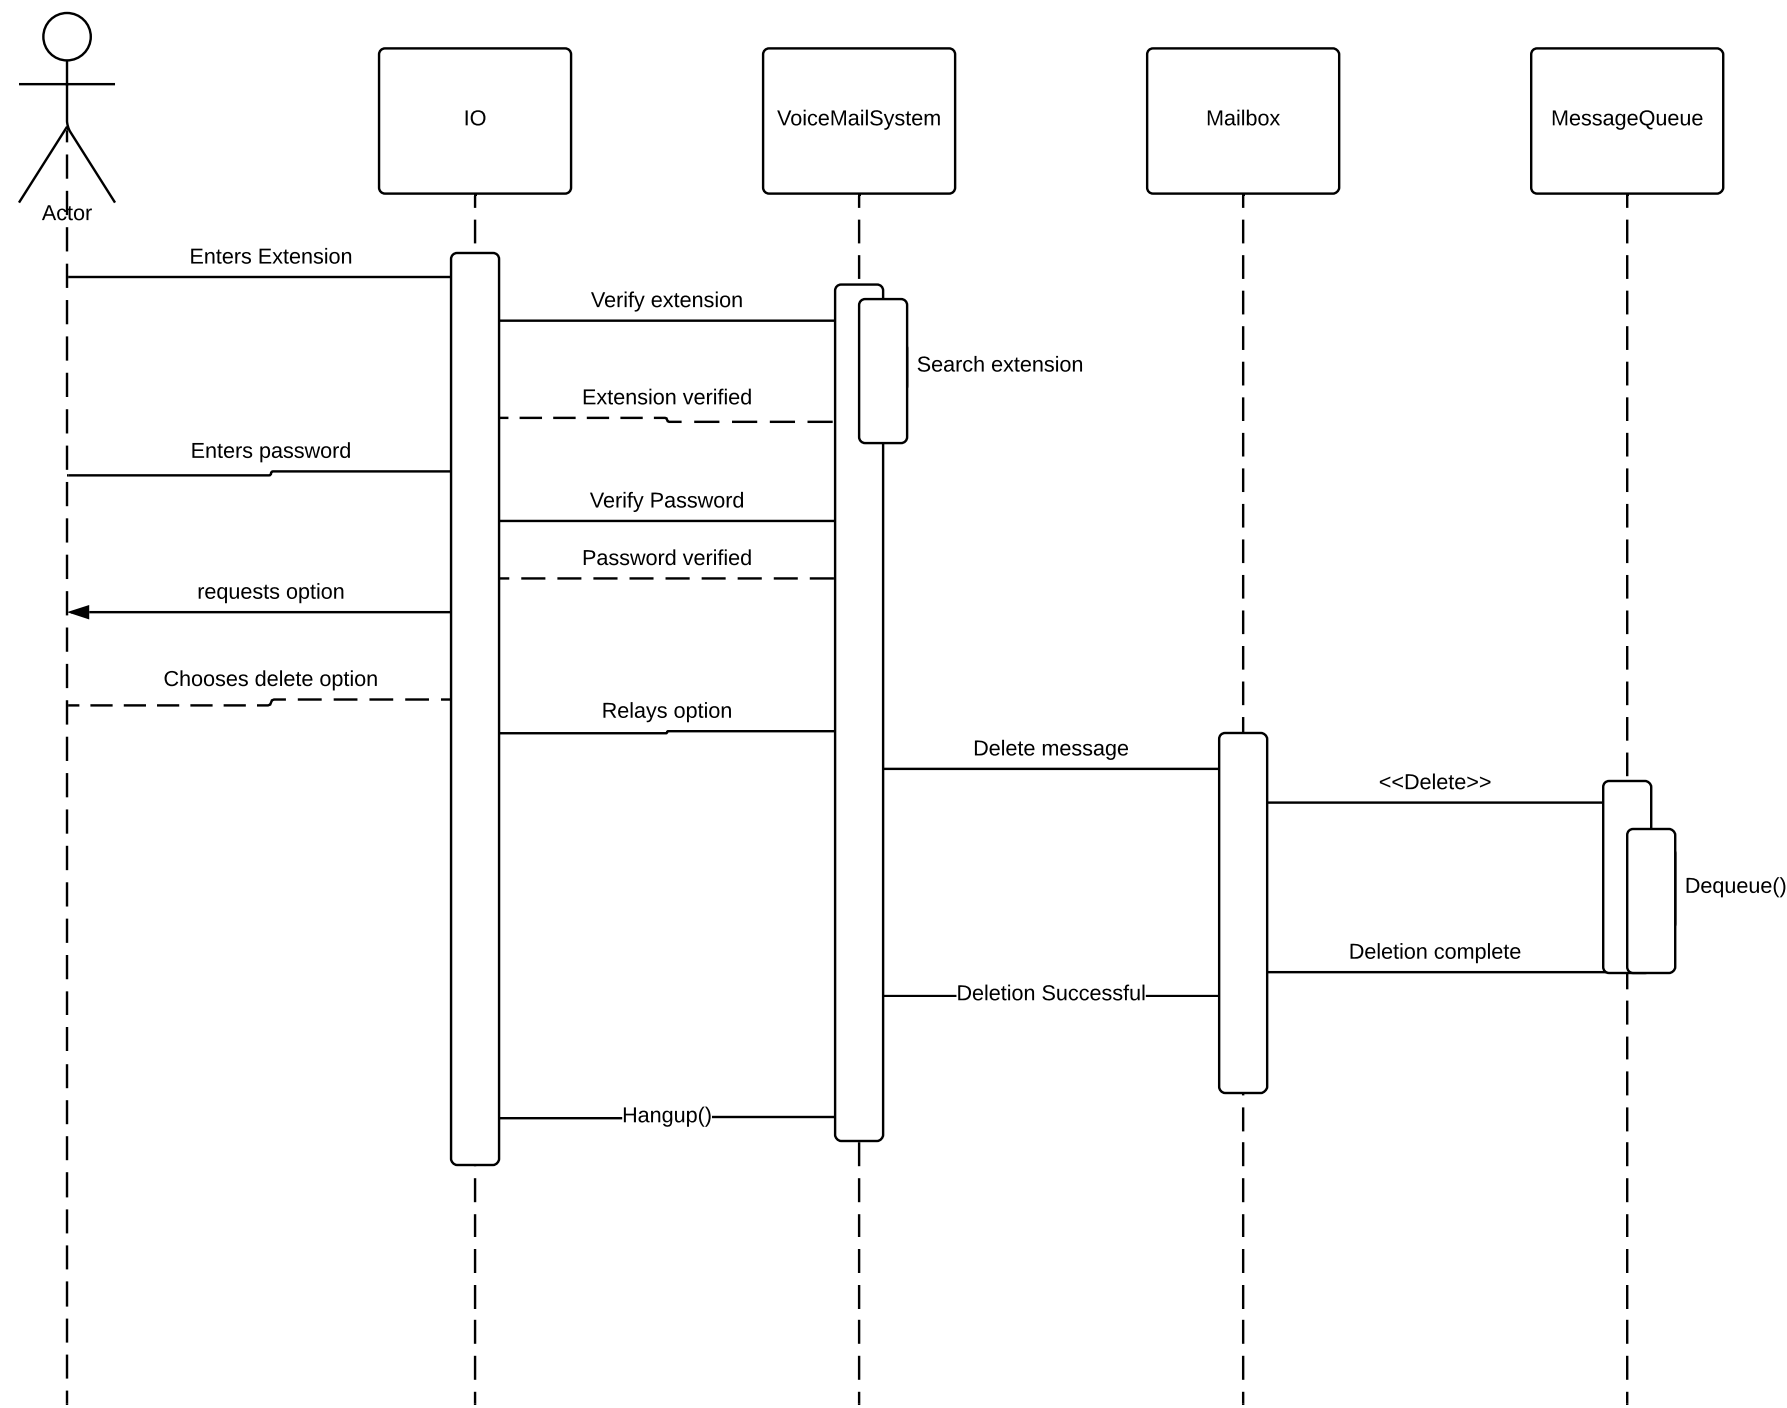 IO
VoiceMailSystem
Mailbox
MessageQueue
Actor
Enters Extension
Verify extension
Search extension
Extension verified
Enters password
Verify Password
Password verified
requests option
Chooses delete option
Relays option
Delete message
<<Delete>>
Dequeue()
Deletion complete
Deletion Successful
Hangup()